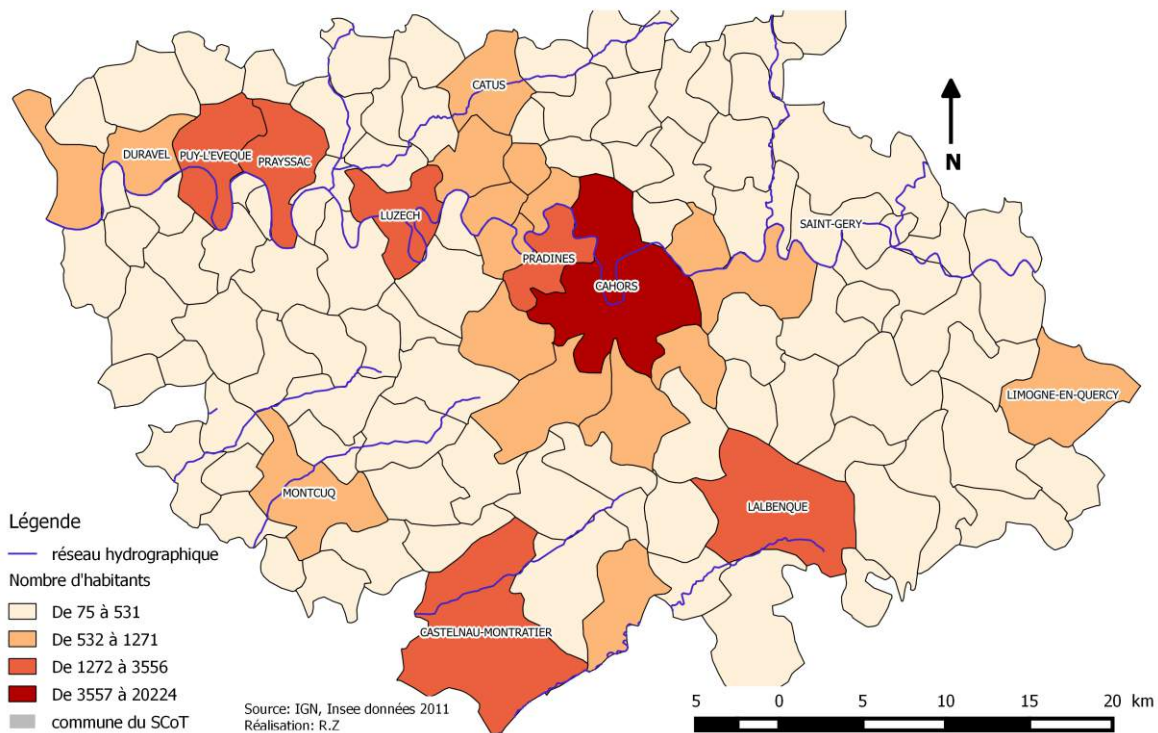 CATUS
N
DURAVEL
PUY-L'EVEQUE
PRAYSSAC
LUZECH
SAINT-GERY
PRADINES
CAHORS
LIMOGNE-EN-QUERCY
MONTCUQ
LALBENQUE
CASTELNAU-MONTRATIER
Légende
réseau hydrographique
Nombre d'habitants
De 75 à 531
De 532 à 1271
De 1272 à 3556
De 3557 à 20224
commune du SCoT
Source: IGN, Insee données 2011
Réalisation: R.Z
5 0 5 10 15 20 km